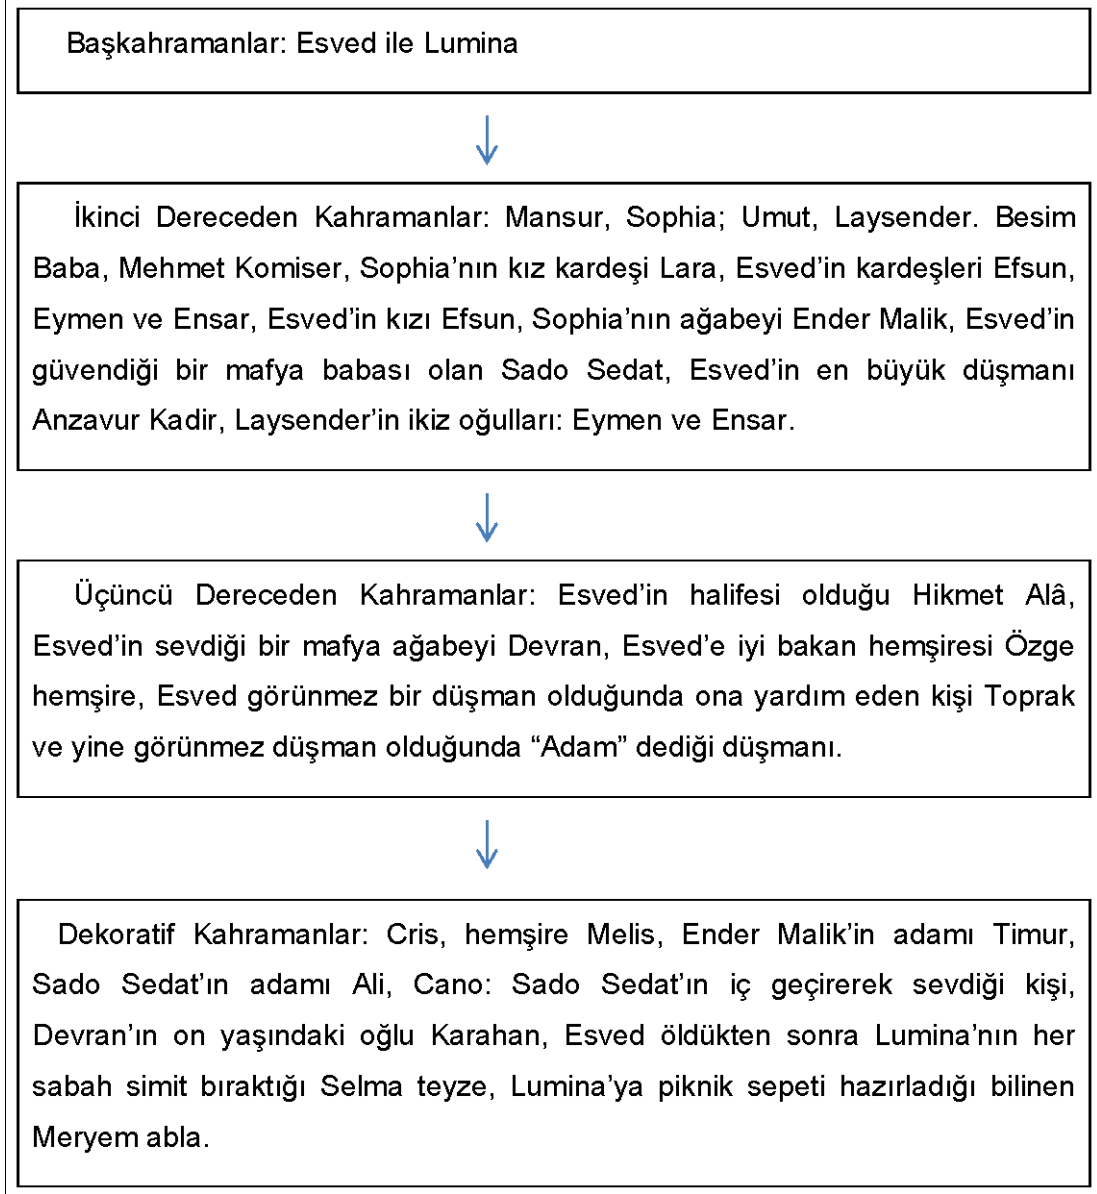 Başkahramanlar: Esved ile Lumina
İkinci Dereceden Kahramanlar: Mansur, Sophia; Umut, Laysender. Besim
Baba, Mehmet Komiser, Sophia’nın kız kardeşi Lara, Esved’in kardeşleri Efsun,
Eymen ve Ensar, Esved’in kızı Efsun, Sophia’nın ağabeyi Ender Malik, Esved’in
güvendiği bir mafya babası olan Sado Sedat, Esved’in en büyük düşmanı
Anzavur Kadir, Laysender’in ikiz oğulları: Eymen ve Ensar.
Üçüncü Dereceden Kahramanlar: Esved’in halifesi olduğu Hikmet Alâ,
Esved’in sevdiği bir mafya ağabeyi Devran, Esved’e iyi bakan hemşiresi Özge
hemşire, Esved görünmez bir düşman olduğunda ona yardım eden kişi Toprak
ve yine görünmez düşman olduğunda “Adam” dediği düşmanı.
Dekoratif Kahramanlar: Cris, hemşire Melis, Ender Malik’in adamı Timur,
Sado Sedat’ın adamı Ali, Cano: Sado Sedat’ın iç geçirerek sevdiği kişi,
Devran’ın on yaşındaki oğlu Karahan, Esved öldükten sonra Lumina’nın her
sabah simit bıraktığı Selma teyze, Lumina’ya piknik sepeti hazırladığı bilinen
Meryem abla.